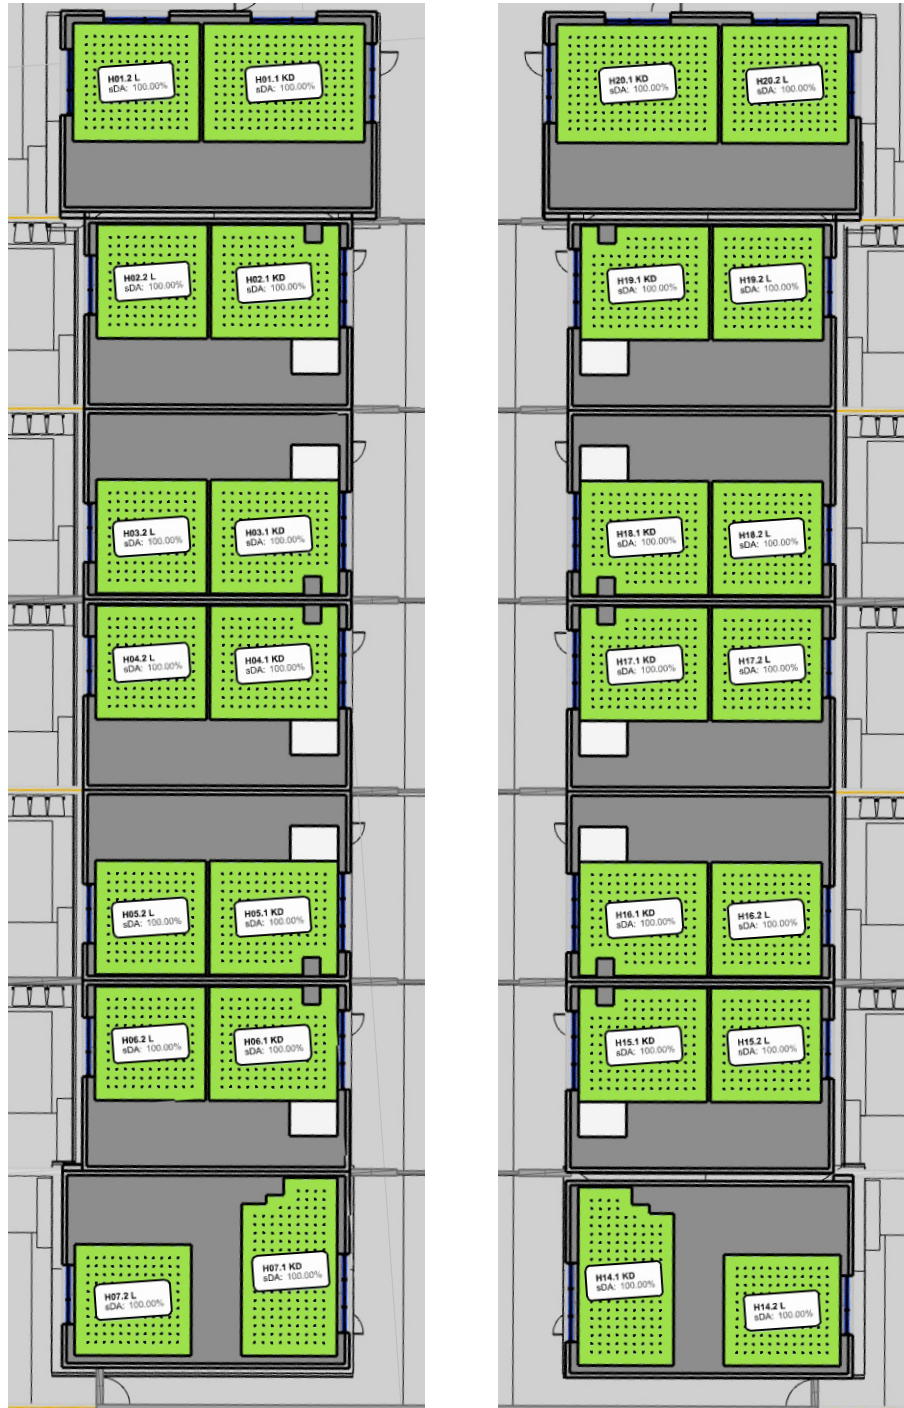 H01.2 L
sDA: 100.00%
H01.1 KD
sDA: 100.00%
H20.1 KD
sDA: 100.00%
H20.2 L
sDA: 100.00%
H02.2 L
sDA: 100.00%
H02.1 KD
sDA: 100.00%
H19.1 KD
sDA: 100.00%
H19.2 L
sDA: 100.00%
H03.2 L
sDA: 100.00%
H03.1 KD
sDA: 100.00%
H18.1 KD
sDA: 100.00%
H18.2 L
sDA: 100.00%
H04.2 L
sDA: 100.00%
H04.1 KD
sDA: 100.00%
H17.1 KD
sDA: 100.00%
H17.2 L
sDA: 100.00%
H05.2 L
sDA: 100.00%
H05.1 KD
sDA: 100.00%
H16.1 KD
sDA: 100.00%
H16.2 L
sDA: 100.00%
H06.2 L
sDA: 100.00%
H06.1 KD
sDA: 100.00%
H15.1 KD
sDA: 100.00%
H15.2 L
sDA: 100.00%
H07.2 L
sDA: 100.00%
H07.1 KD
sDA: 100.00%
H14.1 KD
sDA: 100.00%
H14.2 L
sDA: 100.00%